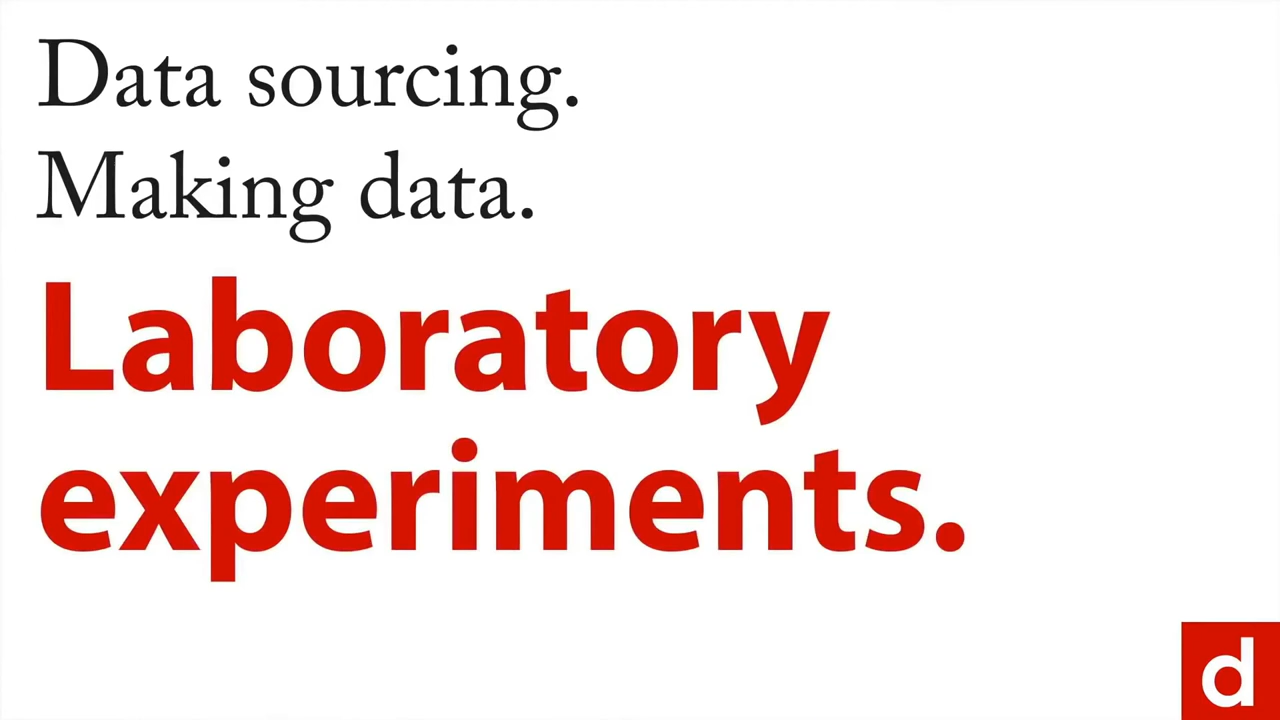 Data sourcing.
Making data.
Laboratory
experiments.
d